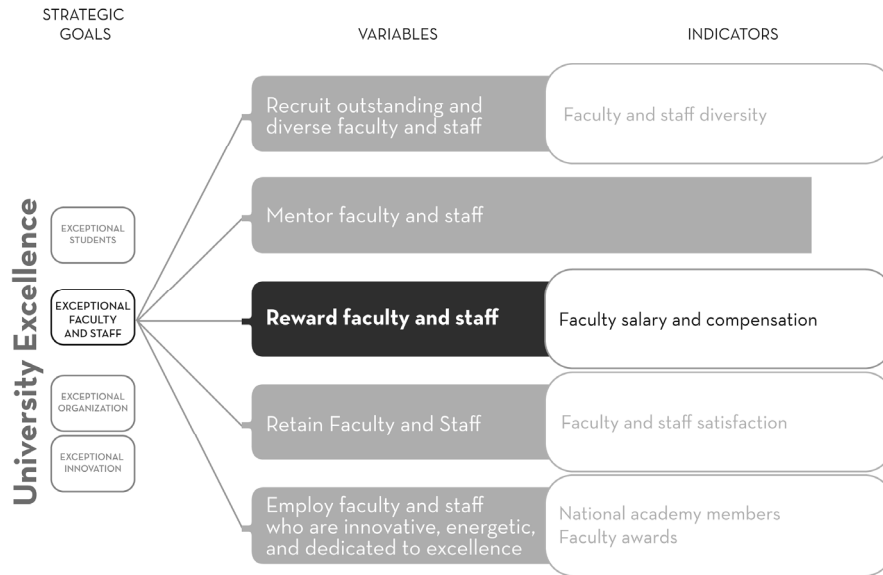 STRATEGIC
GOALS
VARIABLES
INDICATORS
University Excellence
EXCEPTIONAL
STUDENTS
EXCEPTIONAL
FACULTY
AND STAFF
EXCEPTIONAL
ORGANIZATION
EXCEPTIONAL
INNOVATION
Recruit outstanding and
diverse faculty and staff
Faculty and staff diversity
Mentor faculty and staff
Reward faculty and staff
Faculty salary and compensation
Retain Faculty and Staff
Faculty and staff satisfaction
Employ faculty and staff
who are innovative, energetic,
and dedicated to excellence
National academy members
Faculty awards